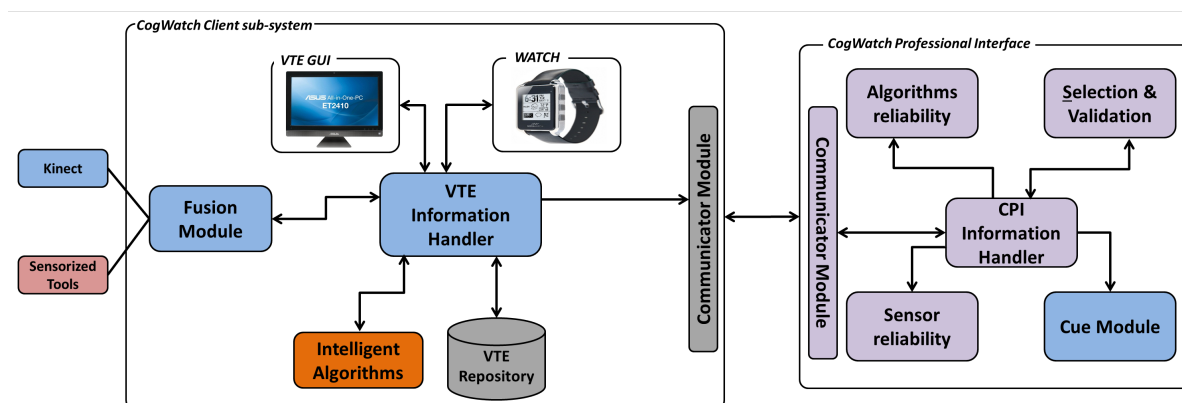 CogWatch Client sub-system
VTE GUI
WATCH
ASUS All-in-One-PC
ET2410
CogWatch Professional Interface
Algorithms
reliability
Selection &
Validation
Kinect
Sensorized
Tools
Fusion
Module
VTE
Information
Handler
Communicator Module
Communicator Module
CPI
Information
Handler
Intelligent
Algorithms
VTE
Repository
Sensor
reliability
Cue Module